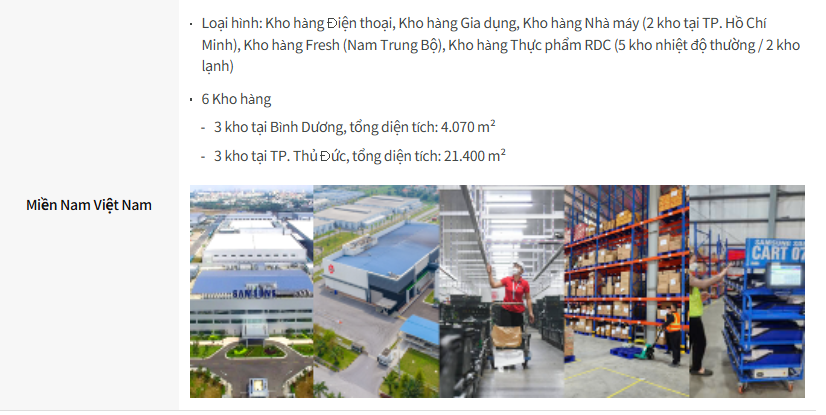 Loại hình: Kho hàng Điện thoại, Kho hàng Gia dụng, Kho hàng Nhà máy (2 kho tại TP. Hồ Chí
Minh), Kho hàng Fresh (Nam Trung Bộ), Kho hàng Thực phẩm RDC (5 kho nhiệt độ thường / 2 kho
lạnh)
6 Kho hàng
- 3 kho tại Bình Dương, tổng diện tích: 4.070 m²
- 3 kho tại TP. Thủ Đức, tổng diện tích: 21.400 m²
Miền Nam Việt Nam
SAMSUNG
SAMSUNG
CART 07